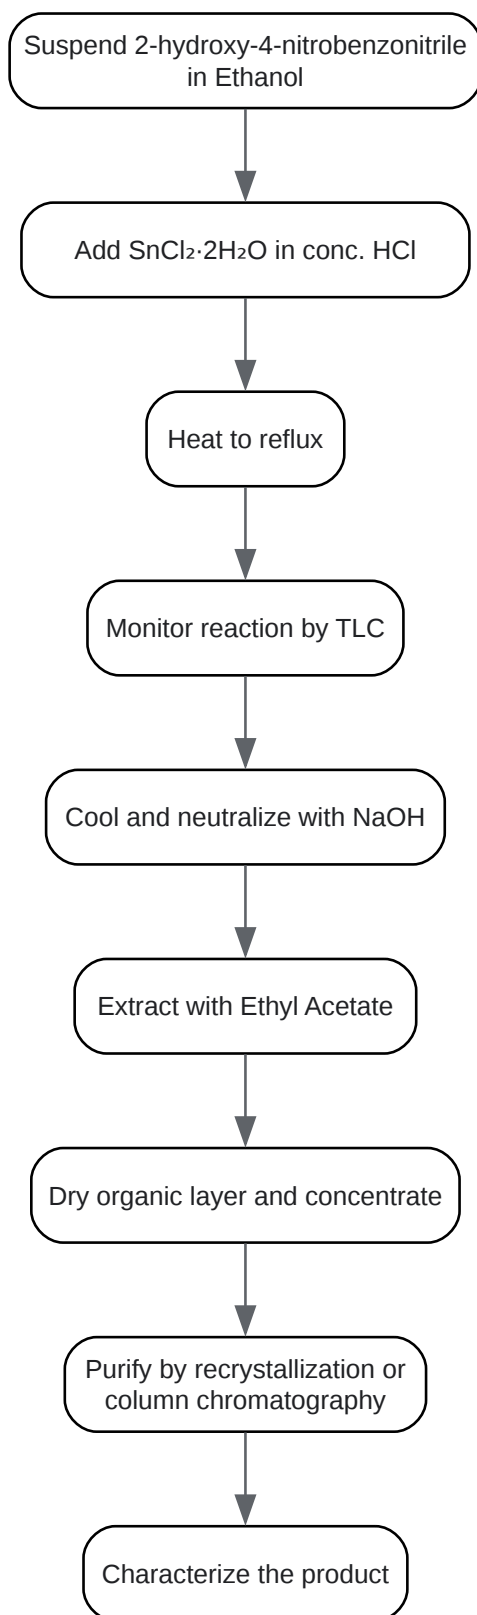 Suspend 2-hydroxy-4-nitrobenzonitrile
in Ethanol
Add SnCl₂·2H₂O in conc. HCl
Heat to reflux
Monitor reaction by TLC
Cool and neutralize with NaOH
Extract with Ethyl Acetate
Dry organic layer and concentrate
Purify by recrystallization or
column chromatography
Characterize the product